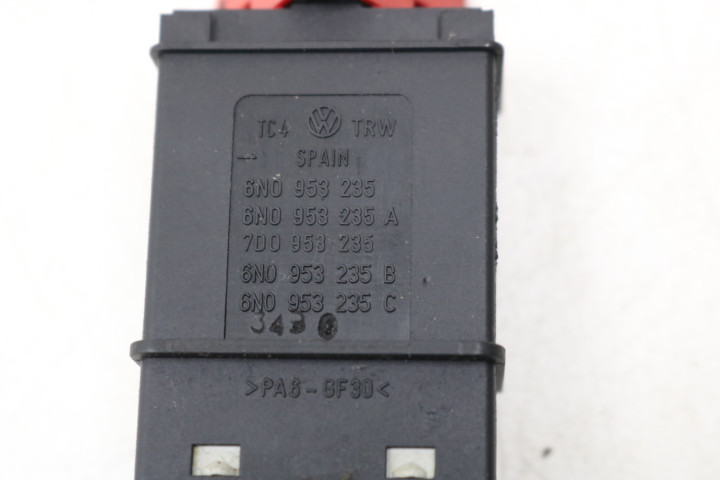 TC4 VW TRW
→ SPAIN
6N0 953 235
6N0 953 235 A
7D0 953 235
6N0 953 235 B
6N0 953 235 C
>PA6-GF30<